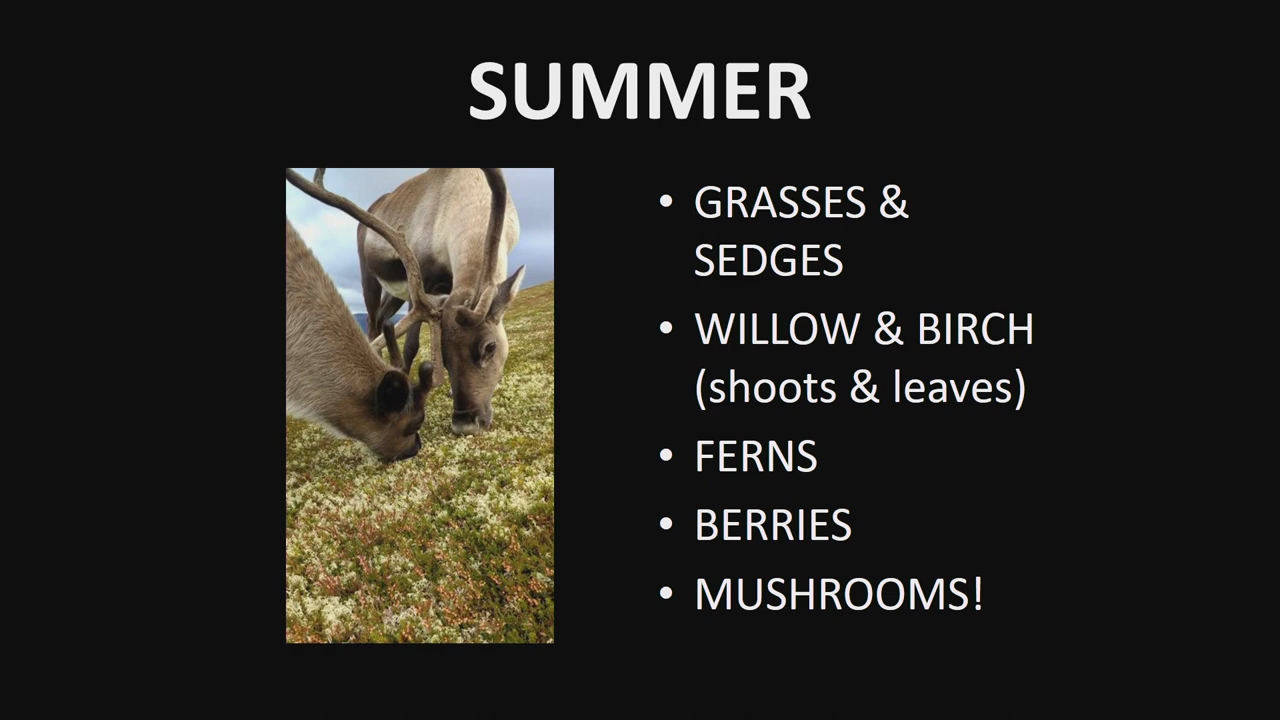 SUMMER
• GRASSES &
SEDGES
• WILLOW & BIRCH
(shoots & leaves)
• FERNS
• BERRIES
• MUSHROOMS!